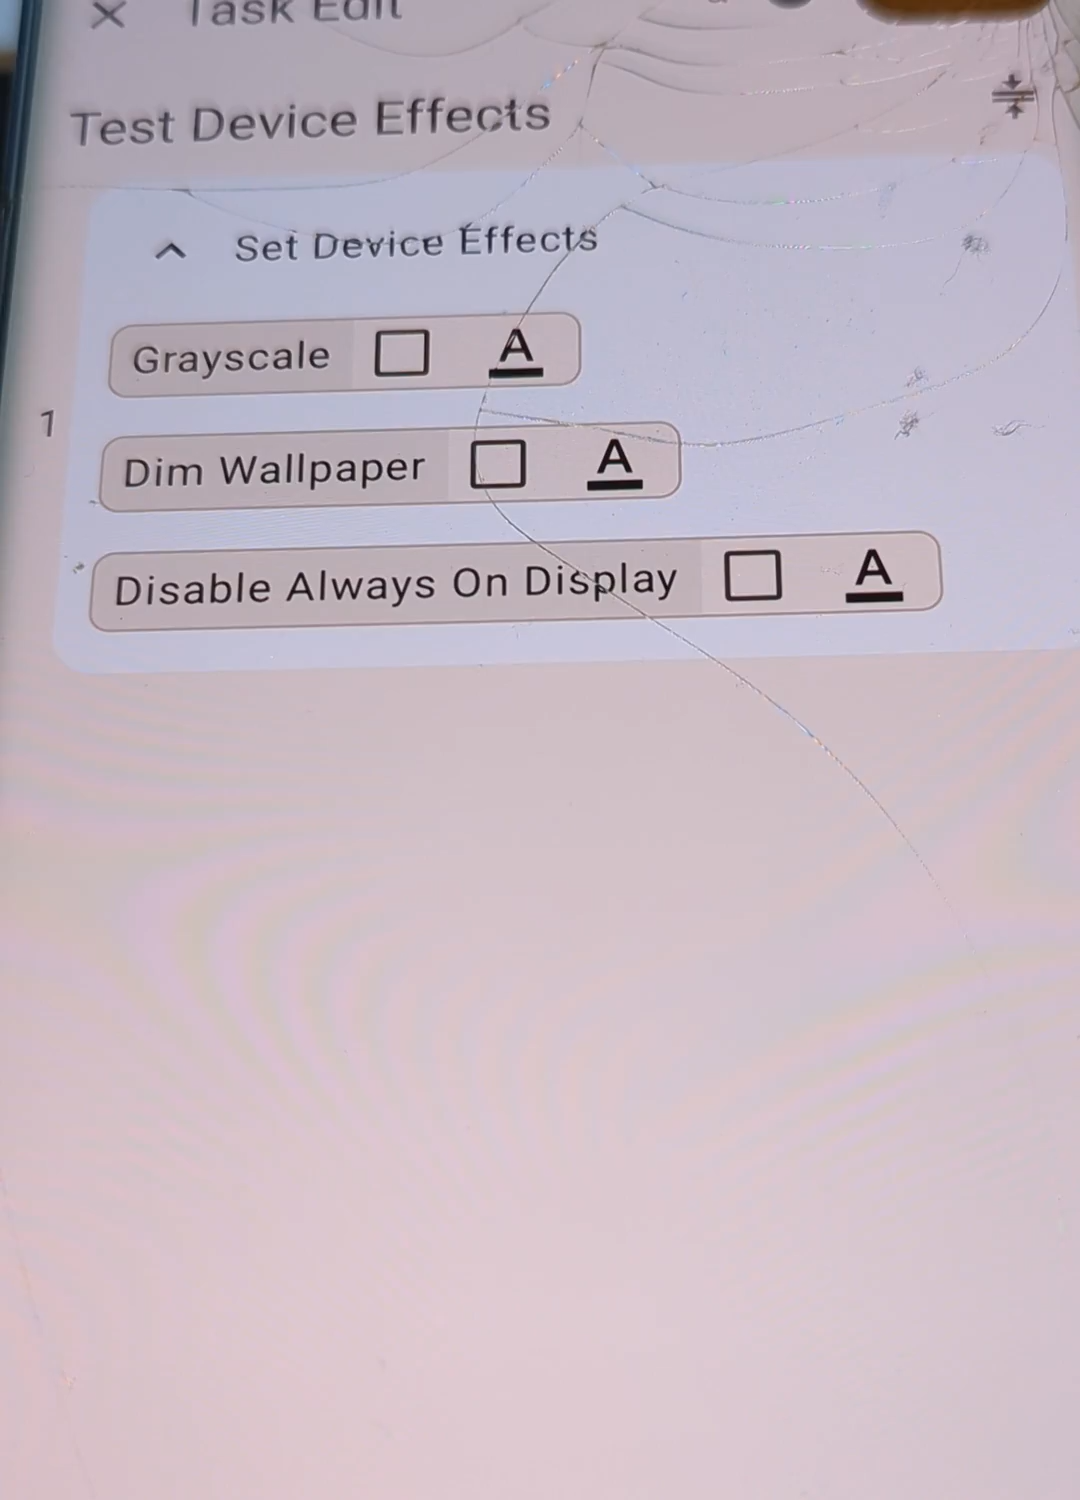 Task Edit
Test Device Effects
Set Device Effects
Grayscale A
1
Dim Wallpaper A
Disable Always On Display A